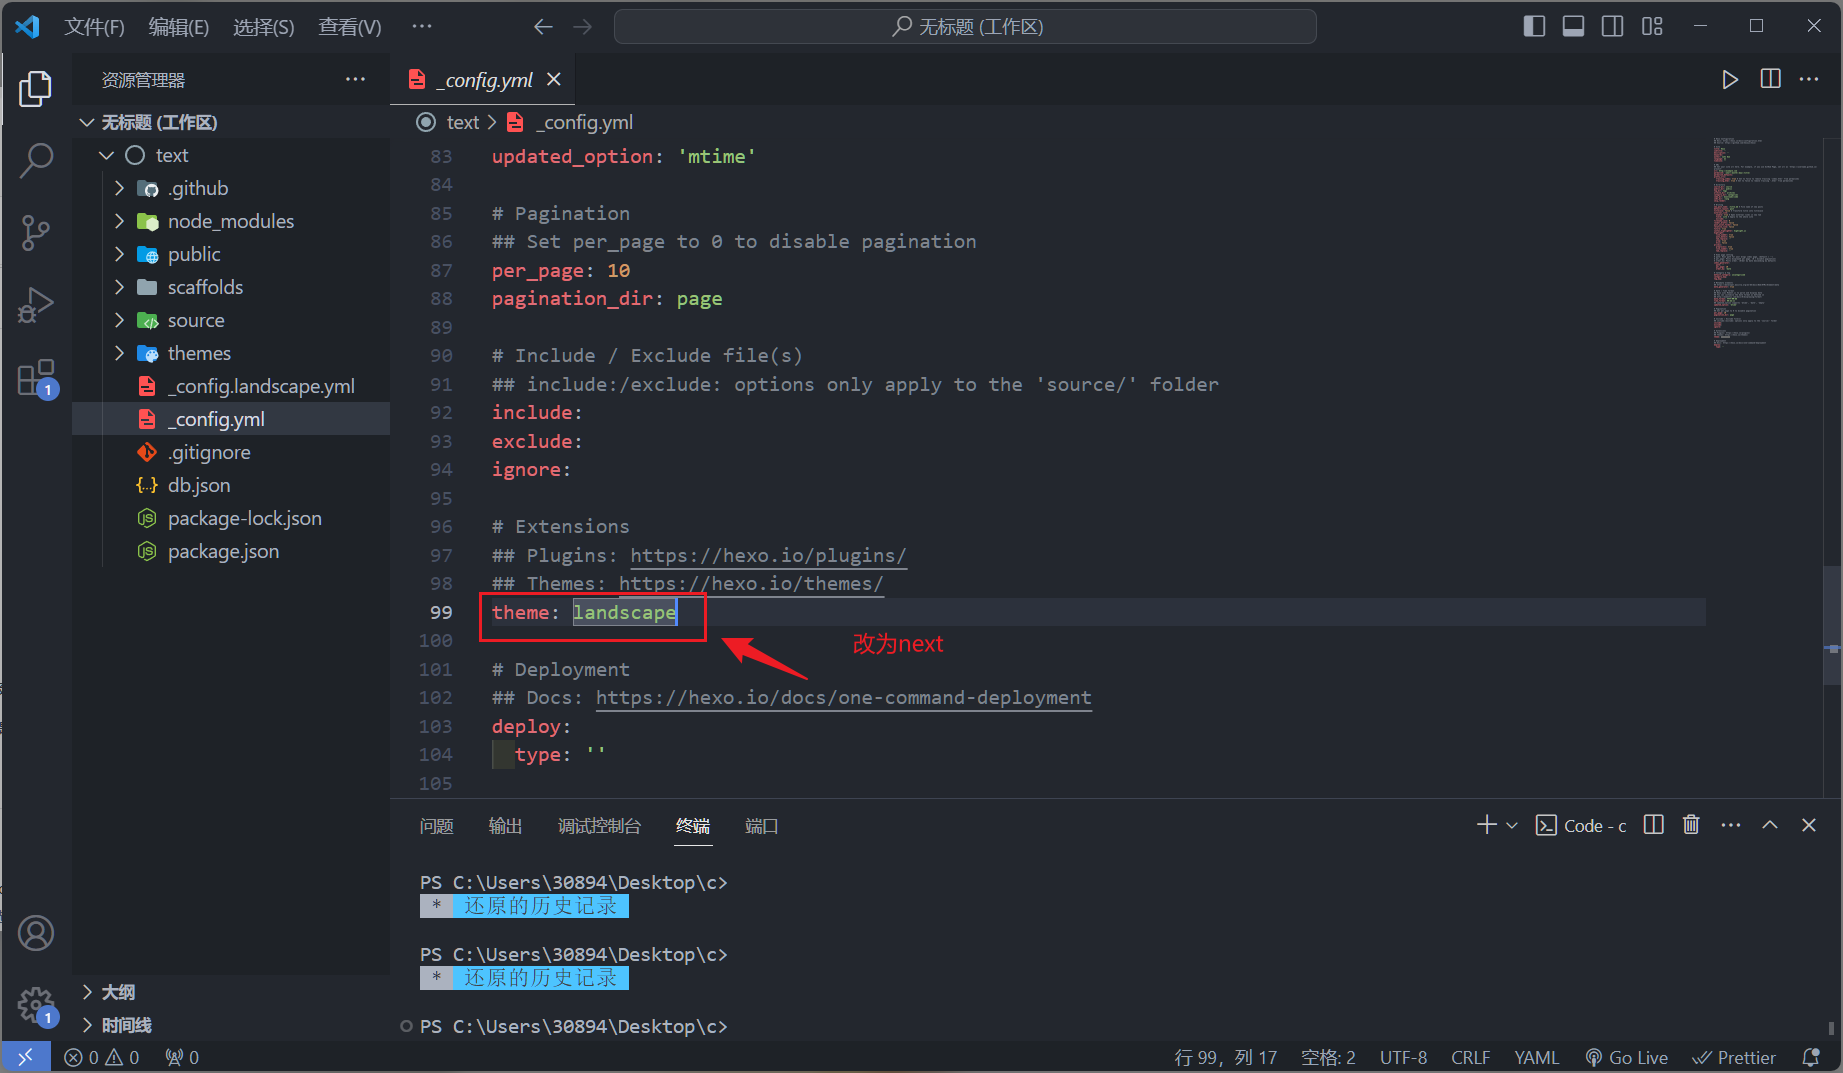 文件(F) 编辑(E) 选择(S) 查看(V) ··· 无标题 (工作区)
资源管理器 ···
无标题 (工作区)
text
.github
node_modules
public
scaffolds
source
themes
_config.landscape.yml
_config.yml
.gitignore
db.json
package-lock.json
package.json
大纲
时间线
1
1
_config.yml
text > _config.yml
83 updated_option: 'mtime'
84
85 # Pagination
86 ## Set per_page to 0 to disable pagination
87 per_page: 10
88 pagination_dir: page
89
90 # Include / Exclude file(s)
91 ## include:/exclude: options only apply to the 'source/' folder
92 include:
93 exclude:
94 ignore:
95
96 # Extensions
97 ## Plugins: https://hexo.io/plugins/
98 ## Themes: https://hexo.io/themes/
99 theme: landscape
100
改为next
101 # Deployment
102 ## Docs: https://hexo.io/docs/one-command-deployment
103 deploy:
104 type: ''
105
问题 输出 调试控制台 终端 端口 Code - c
PS C:\Users\30894\Desktop\c>
* 还原的历史记录
PS C:\Users\30894\Desktop\c>
* 还原的历史记录
PS C:\Users\30894\Desktop\c>
0 0 0 行 99，列 17 空格: 2 UTF-8 CRLF YAML Go Live Prettier